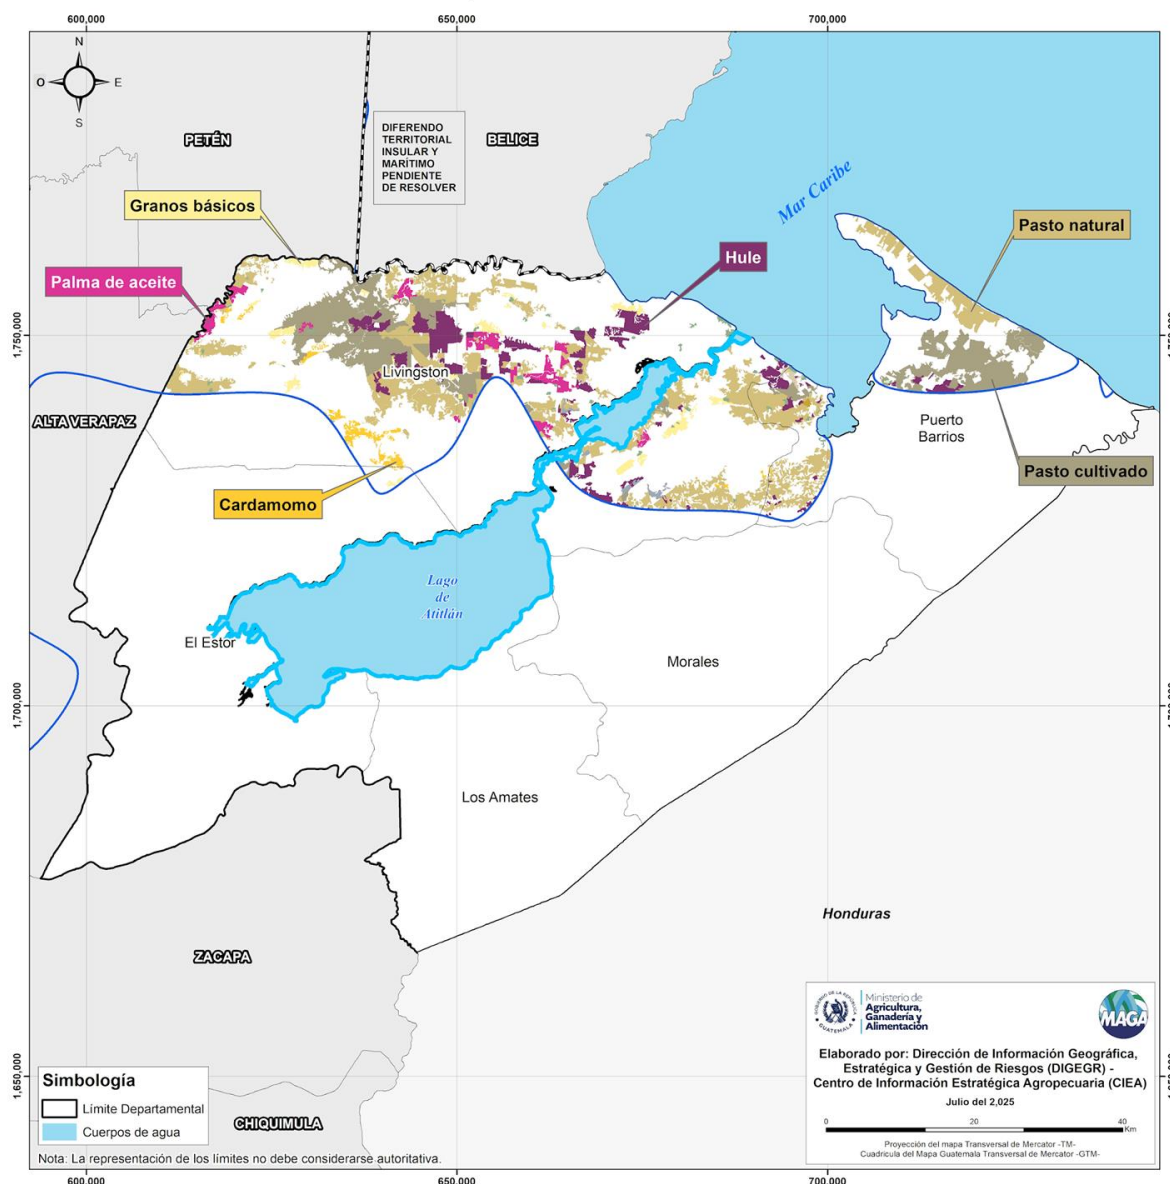 600,000
650,000
700,000
N
O
E
S
PETÉN
DIFERENDO
TERRITORIAL
INSULAR Y
MARÍTIMO
PENDIENTE
DE RESOLVER
BELICE
Mar Caribe
Granos básicos
Pasto natural
Palma de aceite
Hule
1,750,000
Livingston
ALTA VERAPAZ
Puerto
Barrios
Cardamomo
Pasto cultivado
Lago
de
Atitlán
El Estor
Morales
1,700,000
Los Amates
Honduras
ZACAPA
GOBIERNO DE LA REPÚBLICA
GUATEMALA
Ministerio de
Agricultura,
Ganadería y
Alimentación
MAGA
Elaborado por: Dirección de Información Geográfica,
Estratégica y Gestión de Riesgos (DIGEGR) -
Centro de Información Estratégica Agropecuaria (CIEA)
Julio del 2,025
0
20
40
Km
Proyección del mapa Transversal de Mercator -TM-
Cuadrícula del Mapa Guatemala Transversal de Mercator -GTM-
1,650,000
Simbología
Límite Departamental
Cuerpos de agua
CHIQUIMULA
Nota: La representación de los límites no debe considerarse autoritativa.
600,000
650,000
700,000